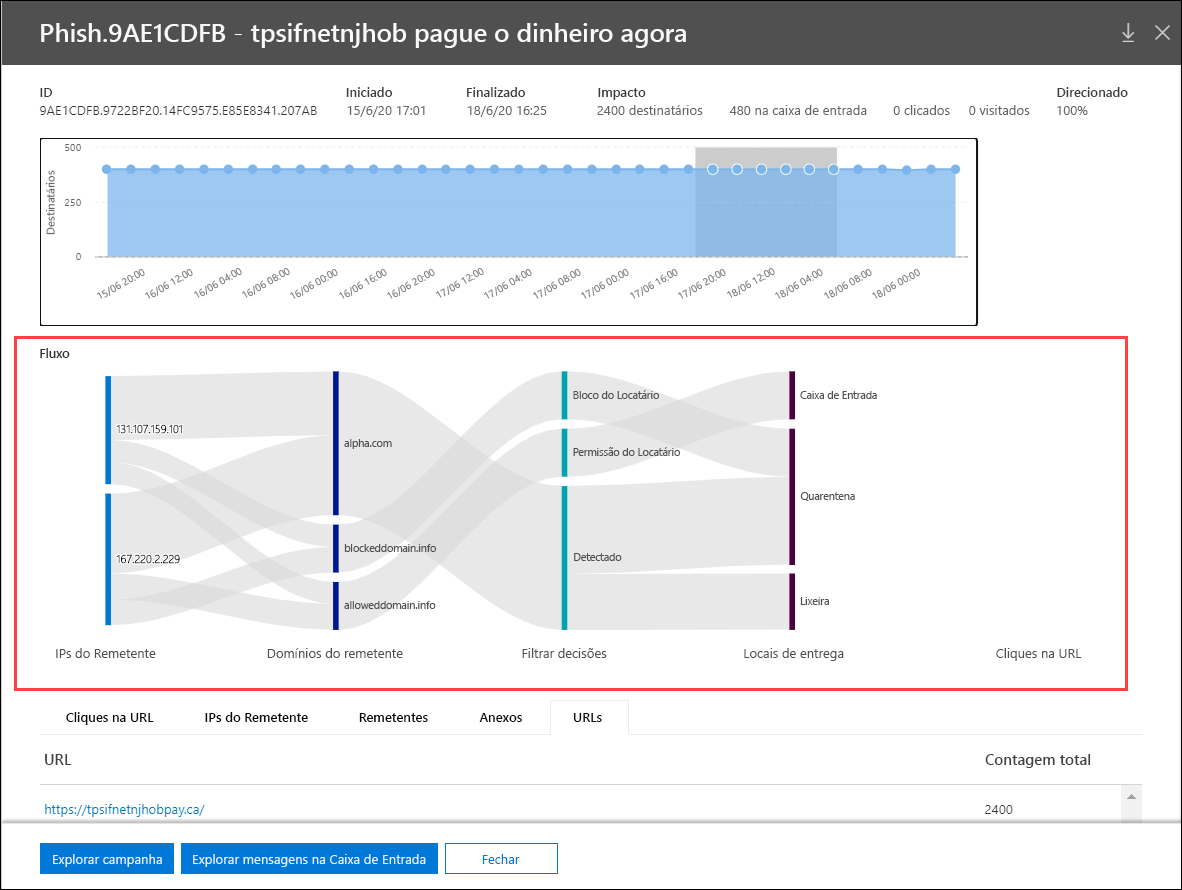 Phish.9AE1CDFB - tpsifnetnjhob pague o dinheiro agora
ID Iniciado Finalizado Impacto Direcionado
9AE1CDFB.9722BF20.14FC9575.E85E8341.207AB 15/6/20 17:01 18/6/20 16:25 2400 destinatários 480 na caixa de entrada 0 clicados 0 visitados 100%
500
Destinatários
250
0
15/06 20:00 16/06 12:00 16/06 04:00 16/06 08:00 16/06 00:00 16/06 16:00 16/06 20:00 17/06 12:00 17/06 04:00 17/06 08:00 17/06 00:00 17/06 16:00 17/06 20:00 18/06 12:00 18/06 04:00 18/06 08:00 18/06 00:00
Fluxo
131.107.159.101
167.220.2.229
alpha.com
blockeddomain.info
alloweddomain.info
Bloco do Locatário
Permissão do Locatário
Detectado
Caixa de Entrada
Quarentena
Lixeira
IPs do Remetente Domínios do remetente Filtrar decisões Locais de entrega Cliques na URL
Cliques na URL IPs do Remetente Remetentes Anexos URLs
URL Contagem total
https://tpsifnetnjhobpay.ca/ 2400
Explorar campanha Explorar mensagens na Caixa de Entrada Fechar